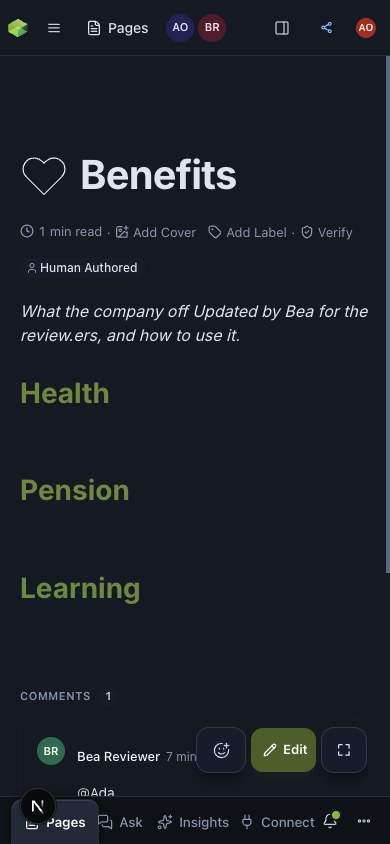 Pages AO BR AO
Benefits
1 min read · Add Cover Add Label · Verify
Human Authored
What the company off Updated by Bea for the
review.ers, and how to use it.
Health
Pension
Learning
COMMENTS 1
BR Bea Reviewer 7 min
Edit
@Ada
N Pages Ask Insights Connect